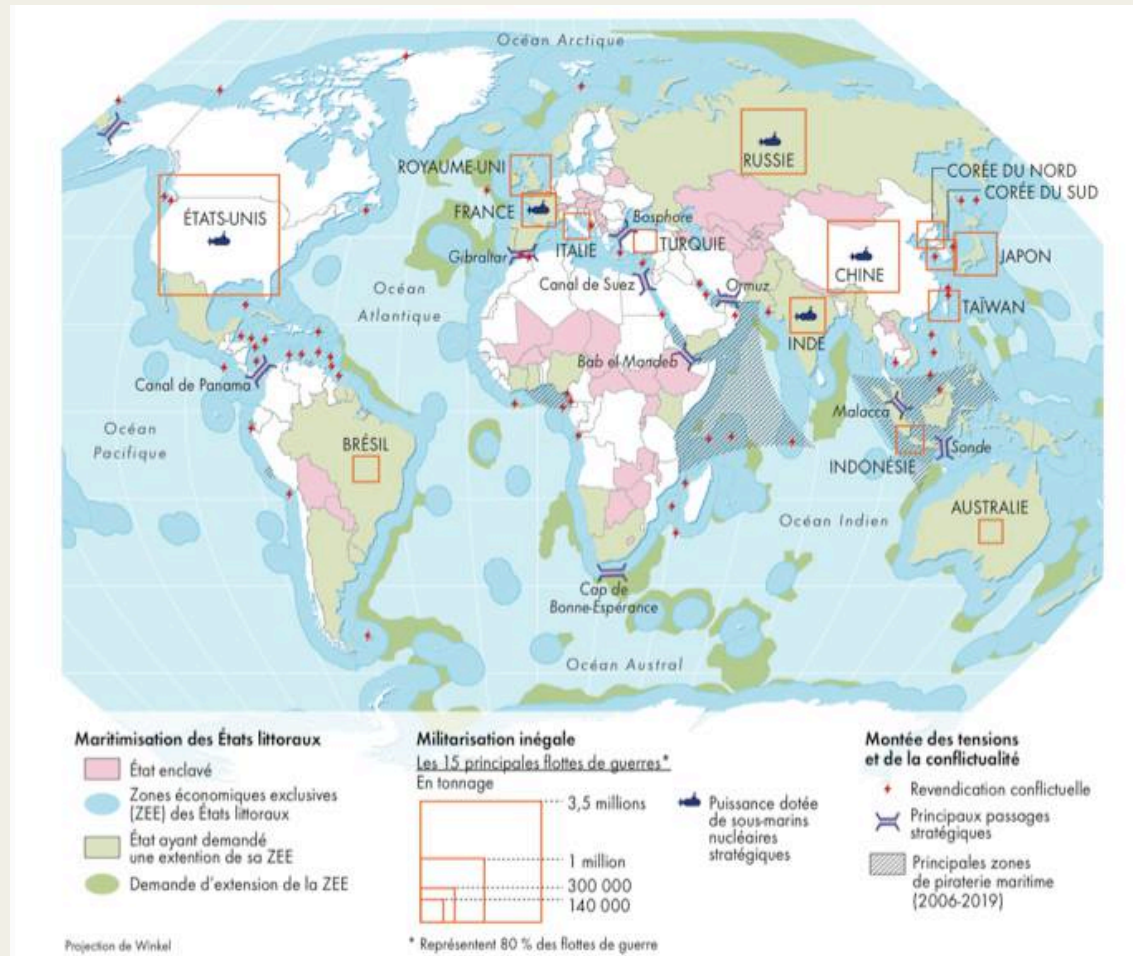 Océan Arctique
ROYAUME-UNI
RUSSIE
CORÉE DU NORD
CORÉE DU SUD
ÉTATS-UNIS
FRANCE
Bosphore
ITALIE
TURQUIE
Gibraltar
CHINE
JAPON
Canal de Suez
Ormuz
Océan
Atlantique
TAÏWAN
INDE
Bab el-Mandeb
Canal de Panama
Malacca
Océan
Pacifique
BRÉSIL
Sonde
INDONÉSIE
AUSTRALIE
Océan Indien
Cap de
Bonne-Espérance
Océan Austral
Maritimisation des États littoraux
État enclavé
Zones économiques exclusives
(ZEE) des États littoraux
État ayant demandé
une extention de sa ZEE
Demande d'extension de la ZEE
Projection de Winkel
Militarisation inégale
Les 15 principales flottes de guerres*
En tonnage
3,5 millions
1 million
300 000
140 000
Puissance dotée
de sous-marins
nucléaires
stratégiques
* Représentent 80 % des flottes de guerre
Montée des tensions
et de la conflictualité
Revendication conflictuelle
Principaux passages
stratégiques
Principales zones
de piraterie maritime
(2006-2019)